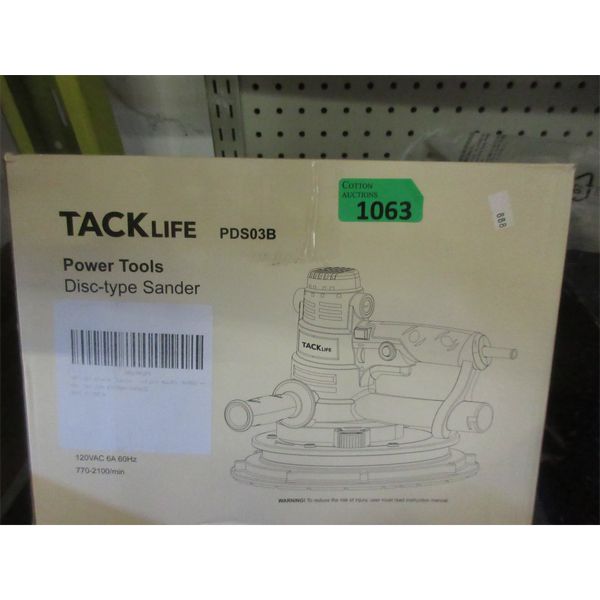 TACKLIFE PDS03B
COTTON
AUCTIONS
1063
888
Power Tools
Disc-type Sander
TACKLIFE
120VAC 6A 60Hz
770-2100/min
WARNING! To reduce the risk of injury, user must read instruction manual.